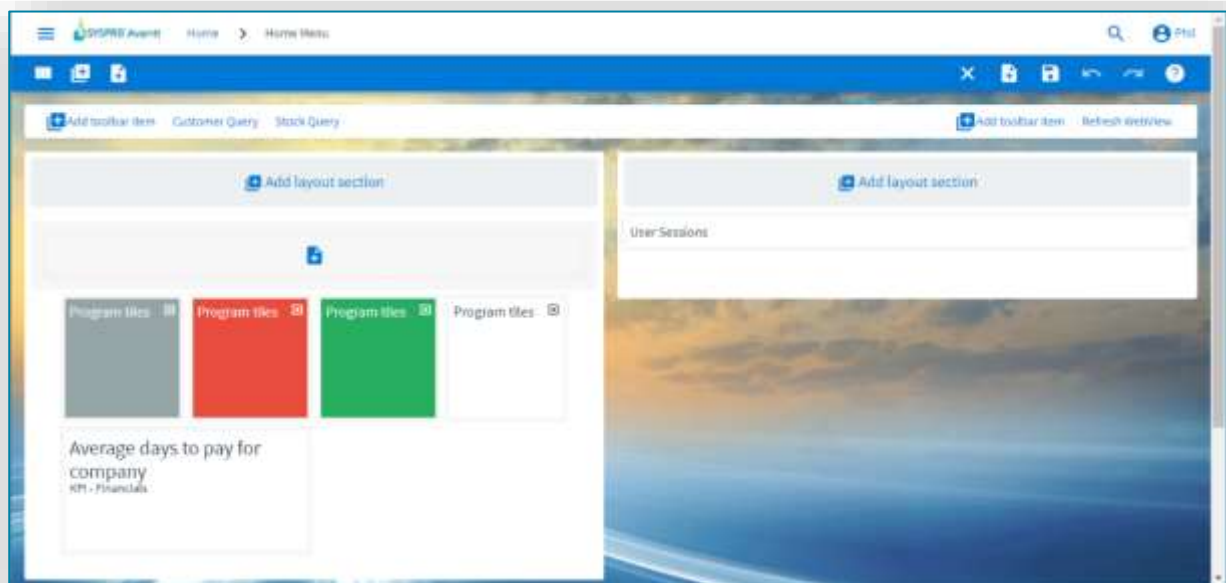 SYSPRO Avanti Home Home Menu Phil
Add toolbar item Customer Query Stock Query Add toolbar item Refresh WebView
Add layout section
Add layout section
User Sessions
Program tiles Program tiles Program tiles Program tiles
Average days to pay for
company
KPI - Financials